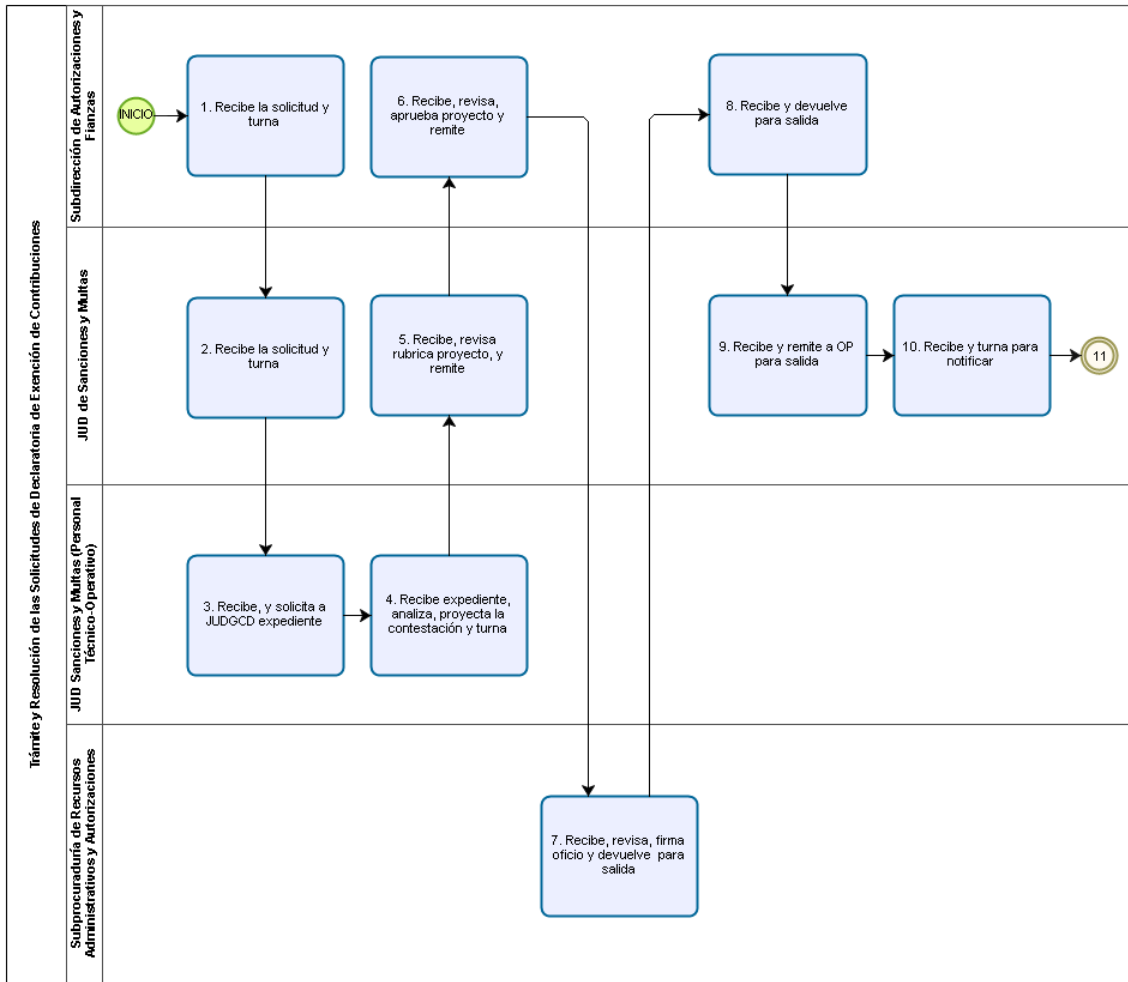 Trámite y Resolución de las Solicitudes de Declaratoria de Exención de Contribuciones
Subdirección de Autorizaciones y
Fianzas
INICIO
1. Recibe la solicitud y
turna
6. Recibe, revisa,
aprueba proyecto y
remite
8. Recibe y devuelve
para salida
JUD de Sanciones y Multas
2. Recibe la solicitud y
turna
5. Recibe, revisa
rubrica proyecto, y
remite
9. Recibe y remite a OP
para salida
10. Recibe y turna para
notificar
11
JUD Sanciones y Multas (Personal
Técnico-Operativo)
3. Recibe, y solicita a
JUDGCD expediente
4. Recibe expediente,
analiza, proyecta la
contestación y turna
Subprocuraduría de Recursos
Administrativos y Autorizaciones
7. Recibe, revisa, firma
oficio y devuelve para
salida